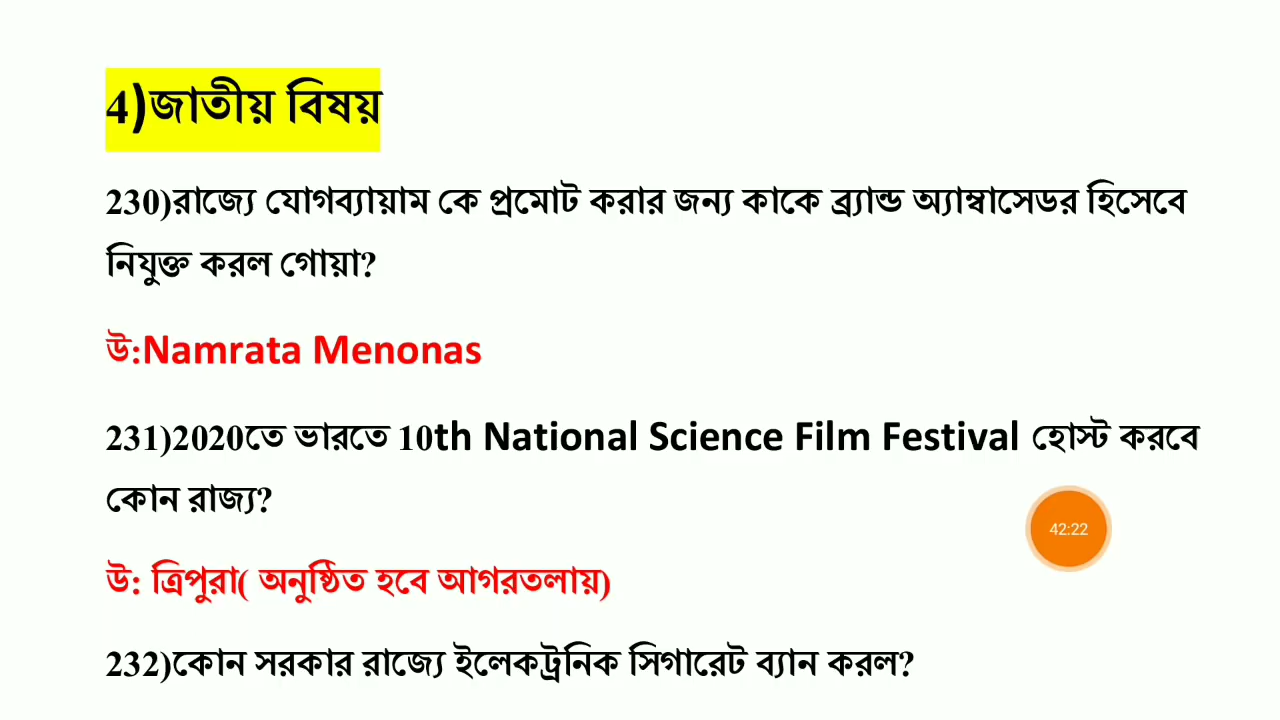 4)জাতীয় বিষয়
230)রাজ্যে যোগব্যায়াম কে প্রমোট করার জন্য কাকে ব্র্যান্ড অ্যাম্বাসেডর হিসেবে
নিযুক্ত করল গোয়া?
উ:Namrata Menonas
231)2020তে ভারতে 10th National Science Film Festival হোস্ট করবে
কোন রাজ্য?
42:22
উ: ত্রিপুরা( অনুষ্ঠিত হবে আগরতলায়)
232)কোন সরকার রাজ্যে ইলেকট্রনিক সিগারেট ব্যান করল?